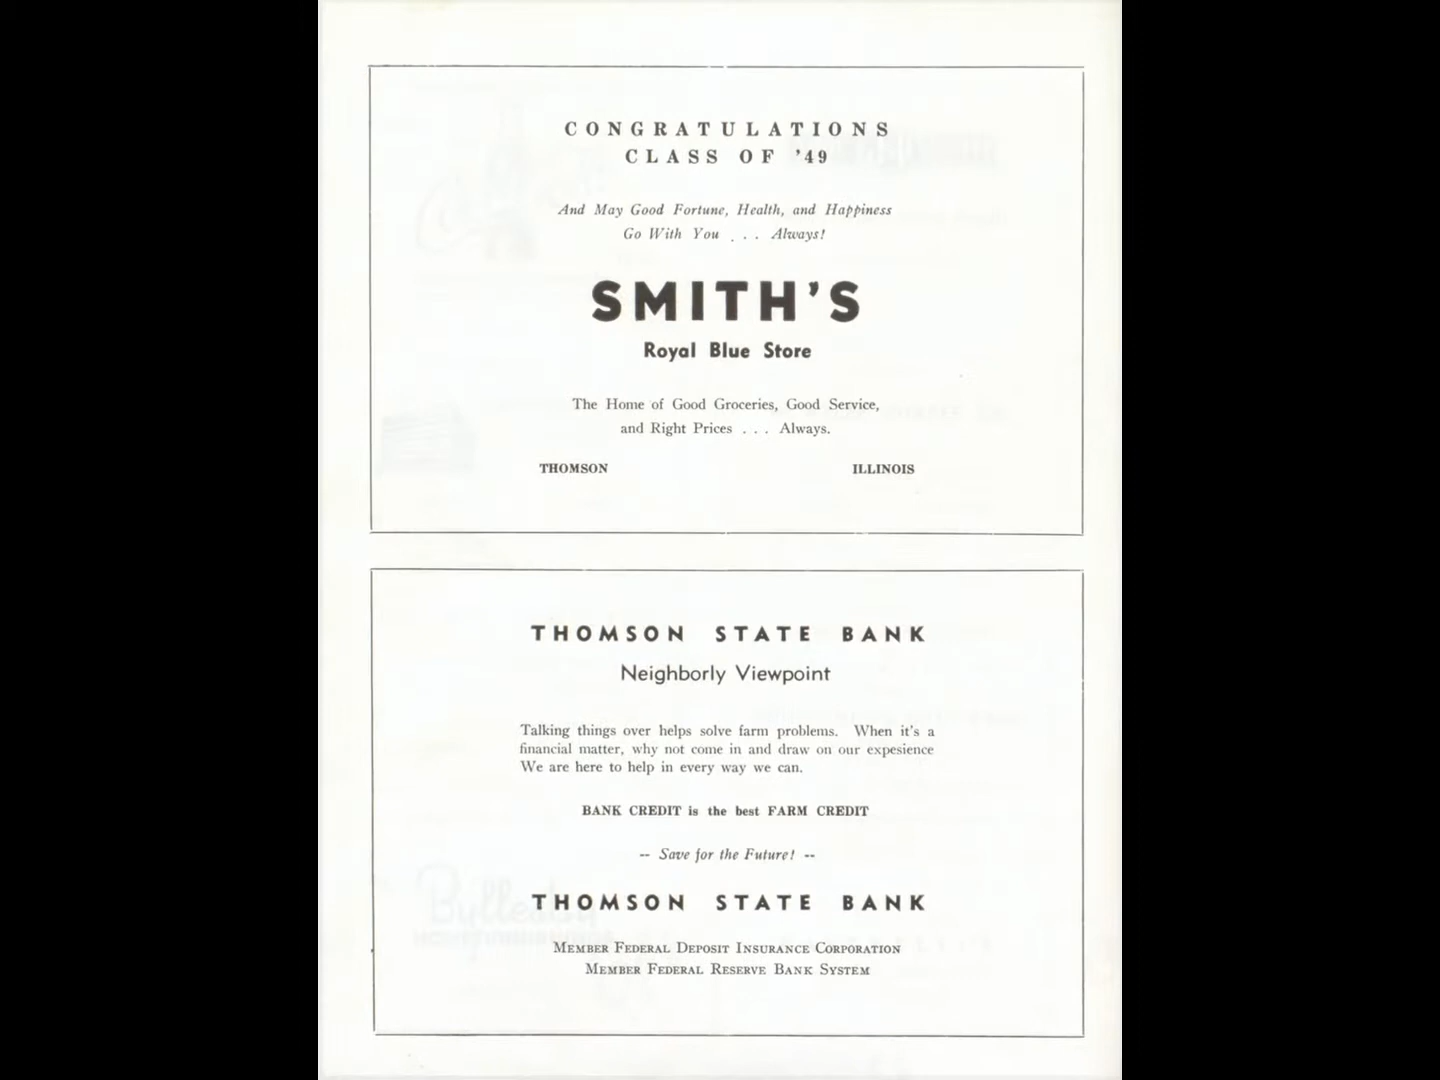 CONGRATULATIONS
CLASS OF '49
And May Good Fortune, Health, and Happiness
Go With You . . . Always!
SMITH'S
Royal Blue Store
The Home of Good Groceries, Good Service,
and Right Prices . . . Always.
THOMSON ILLINOIS
THOMSON STATE BANK
Neighborly Viewpoint
Talking things over helps solve farm problems. When it's a
financial matter, why not come in and draw on our expesience
We are here to help in every way we can.
BANK CREDIT is the best FARM CREDIT
-- Save for the Future! --
THOMSON STATE BANK
MEMBER FEDERAL DEPOSIT INSURANCE CORPORATION
MEMBER FEDERAL RESERVE BANK SYSTEM